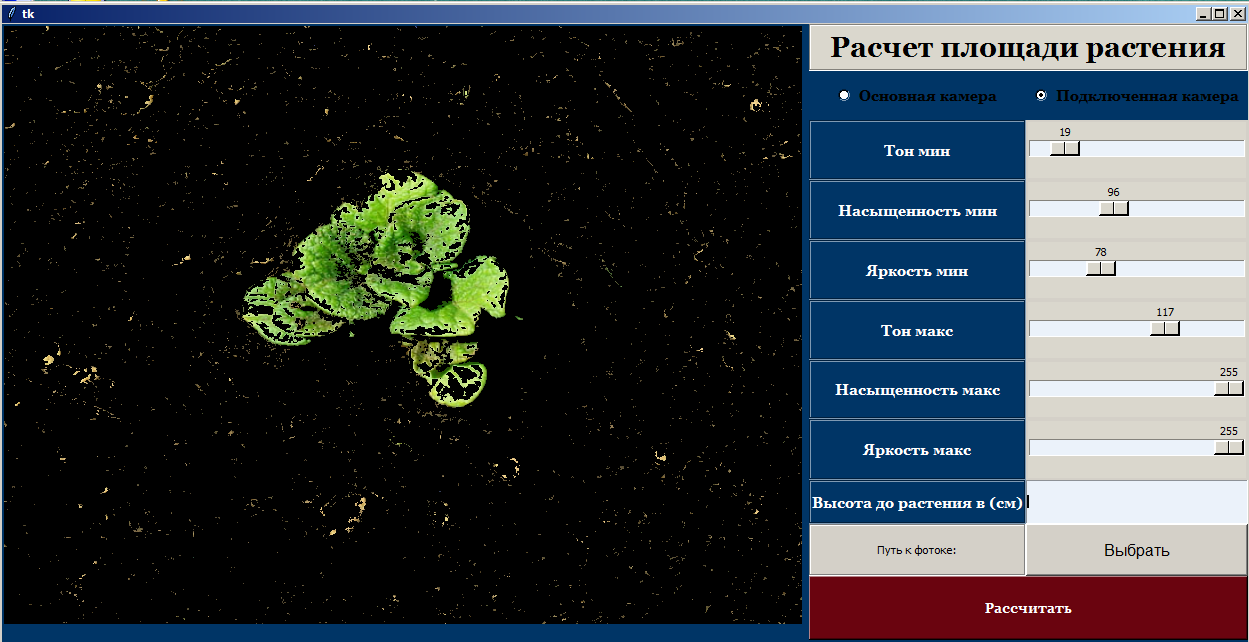 tk
Расчет площади растения
Основная камера Подключенная камера
19
Тон мин
96
Насыщенность мин
78
Яркость мин
117
Тон макс
255
Насыщенность макс
255
Яркость макс
Высота до растения в (см)
Путь к фотоке: Выбрать
Рассчитать